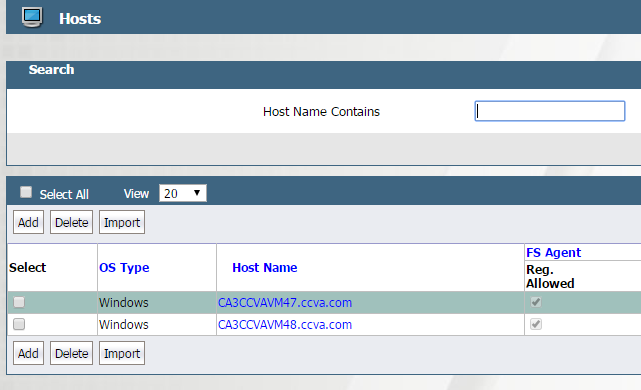 Hosts
Search
Host Name Contains
Select All View 20
Add Delete Import
Select OS Type Host Name FS Agent
Reg. Allowed
Windows CA3CCVAVM47.ccva.com
Windows CA3CCVAVM48.ccva.com
Add Delete Import